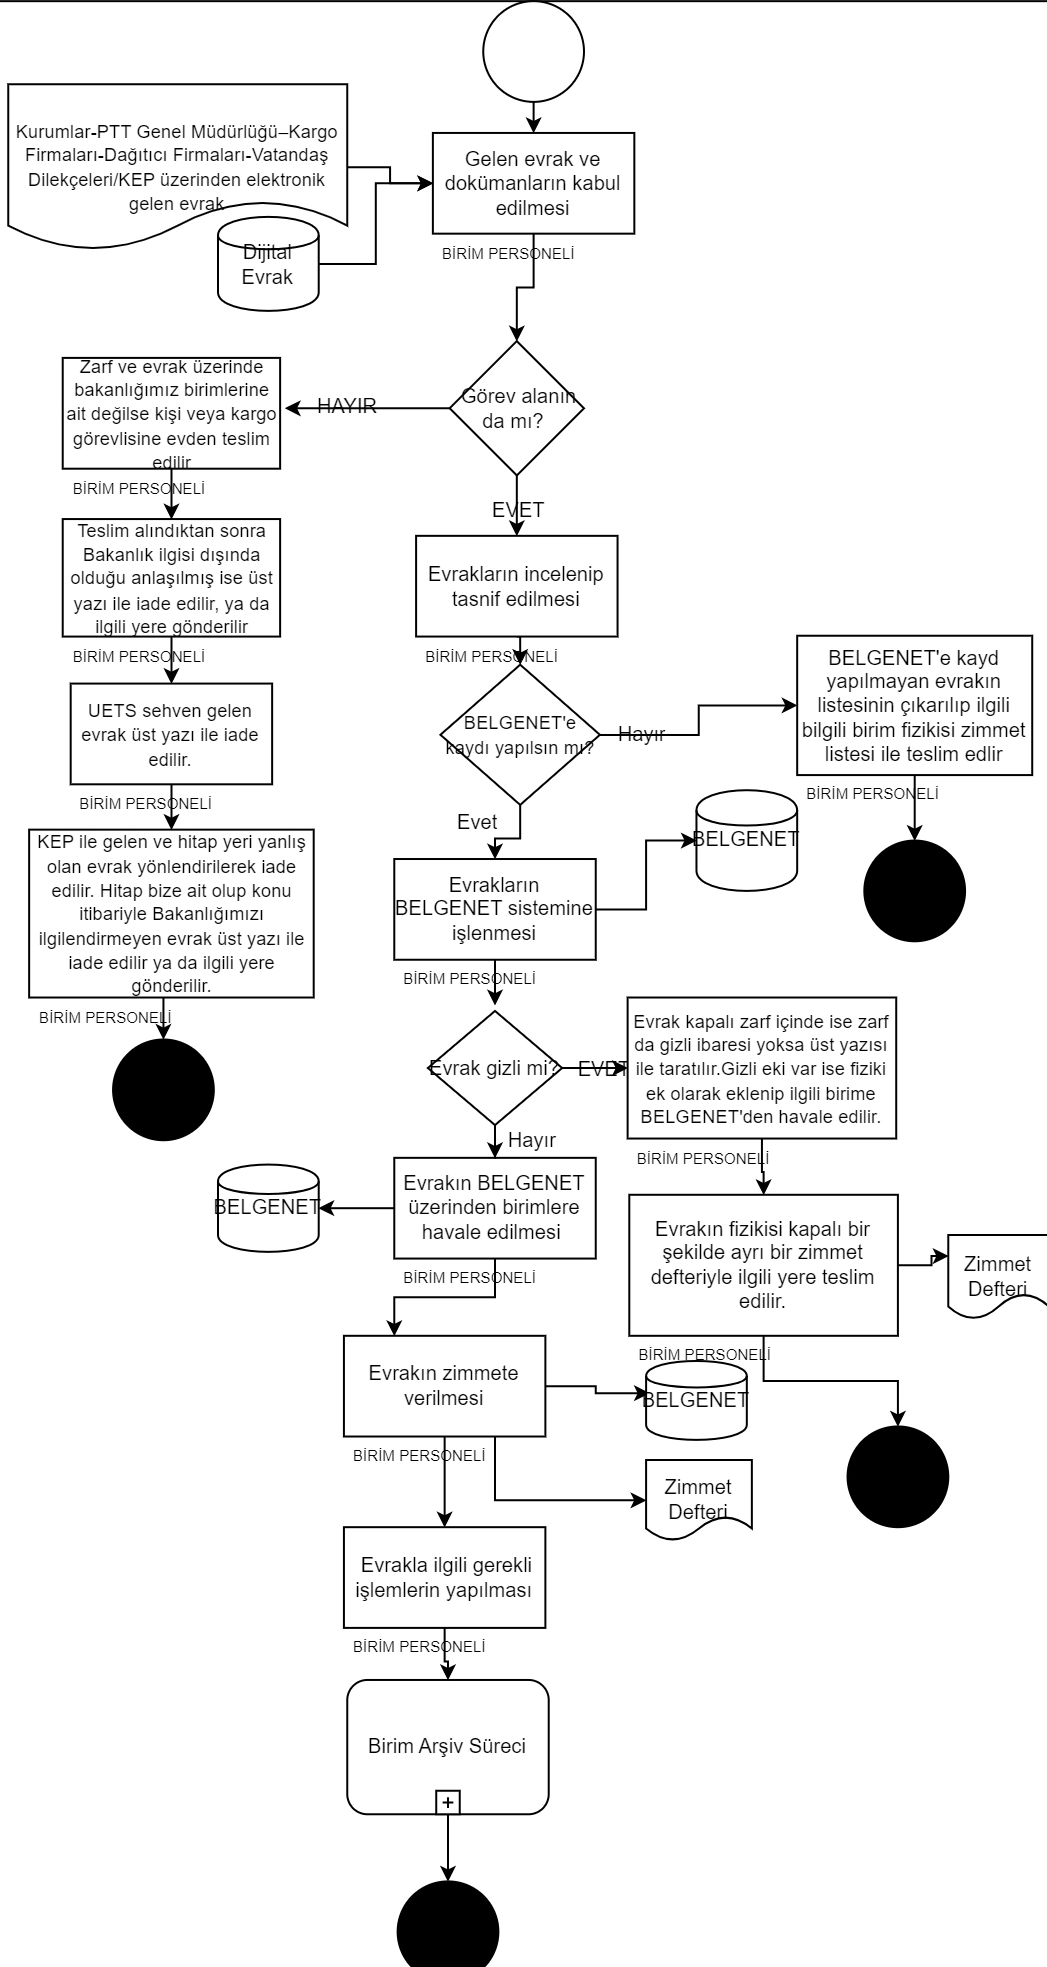 Kurumlar-PTT Genel Müdürlüğü–Kargo
Firmaları-Dağıtıcı Firmaları-Vatandaş
Dilekçeleri/KEP üzerinden elektronik
gelen evrak
Dijital
Evrak
Gelen evrak ve
dokümanların kabul
edilmesi
BİRİM PERSONELİ
Görev alanın
da mı?
HAYIR
Zarf ve evrak üzerinde
bakanlığımız birimlerine
ait değilse kişi veya kargo
görevlisine evden teslim
edilir
BİRİM PERSONELİ
Teslim alındıktan sonra
Bakanlık ilgisi dışında
olduğu anlaşılmış ise üst
yazı ile iade edilir, ya da
ilgili yere gönderilir
BİRİM PERSONELİ
UETS sehven gelen
evrak üst yazı ile iade
edilir.
BİRİM PERSONELİ
KEP ile gelen ve hitap yeri yanlış
olan evrak yönlendirilerek iade
edilir. Hitap bize ait olup konu
itibariyle Bakanlığımızı
ilgilendirmeyen evrak üst yazı ile
iade edilir ya da ilgili yere
gönderilir.
BİRİM PERSONELİ
EVET
Evrakların incelenip
tasnif edilmesi
BİRİM PERSONELİ
BELGENET'e
kaydı yapılsın mı?
Hayır
BELGENET'e kayd
yapılmayan evrakın
listesinin çıkarılıp ilgili
bilgili birim fizikisi zimmet
listesi ile teslim edlir
BİRİM PERSONELİ
Evet
Evrakların
BELGENET sistemine
işlenmesi
BİRİM PERSONELİ
BELGENET
Evrak gizli mi?
EVET
Evrak kapalı zarf içinde ise zarf
da gizli ibaresi yoksa üst yazısı
ile taratılır.Gizli eki var ise fiziki
ek olarak eklenip ilgili birime
BELGENET'den havale edilir.
BİRİM PERSONELİ
Evrakın fizikisi kapalı bir
şekilde ayrı bir zimmet
defteriyle ilgili yere teslim
edilir.
BİRİM PERSONELİ
Zimmet
Defteri
Hayır
Evrakın BELGENET
üzerinden birimlere
havale edilmesi
BİRİM PERSONELİ
BELGENET
Evrakın zimmete
verilmesi
BİRİM PERSONELİ
BELGENET
Zimmet
Defteri
Evrakla ilgili gerekli
işlemlerin yapılması
BİRİM PERSONELİ
Birim Arşiv Süreci
+